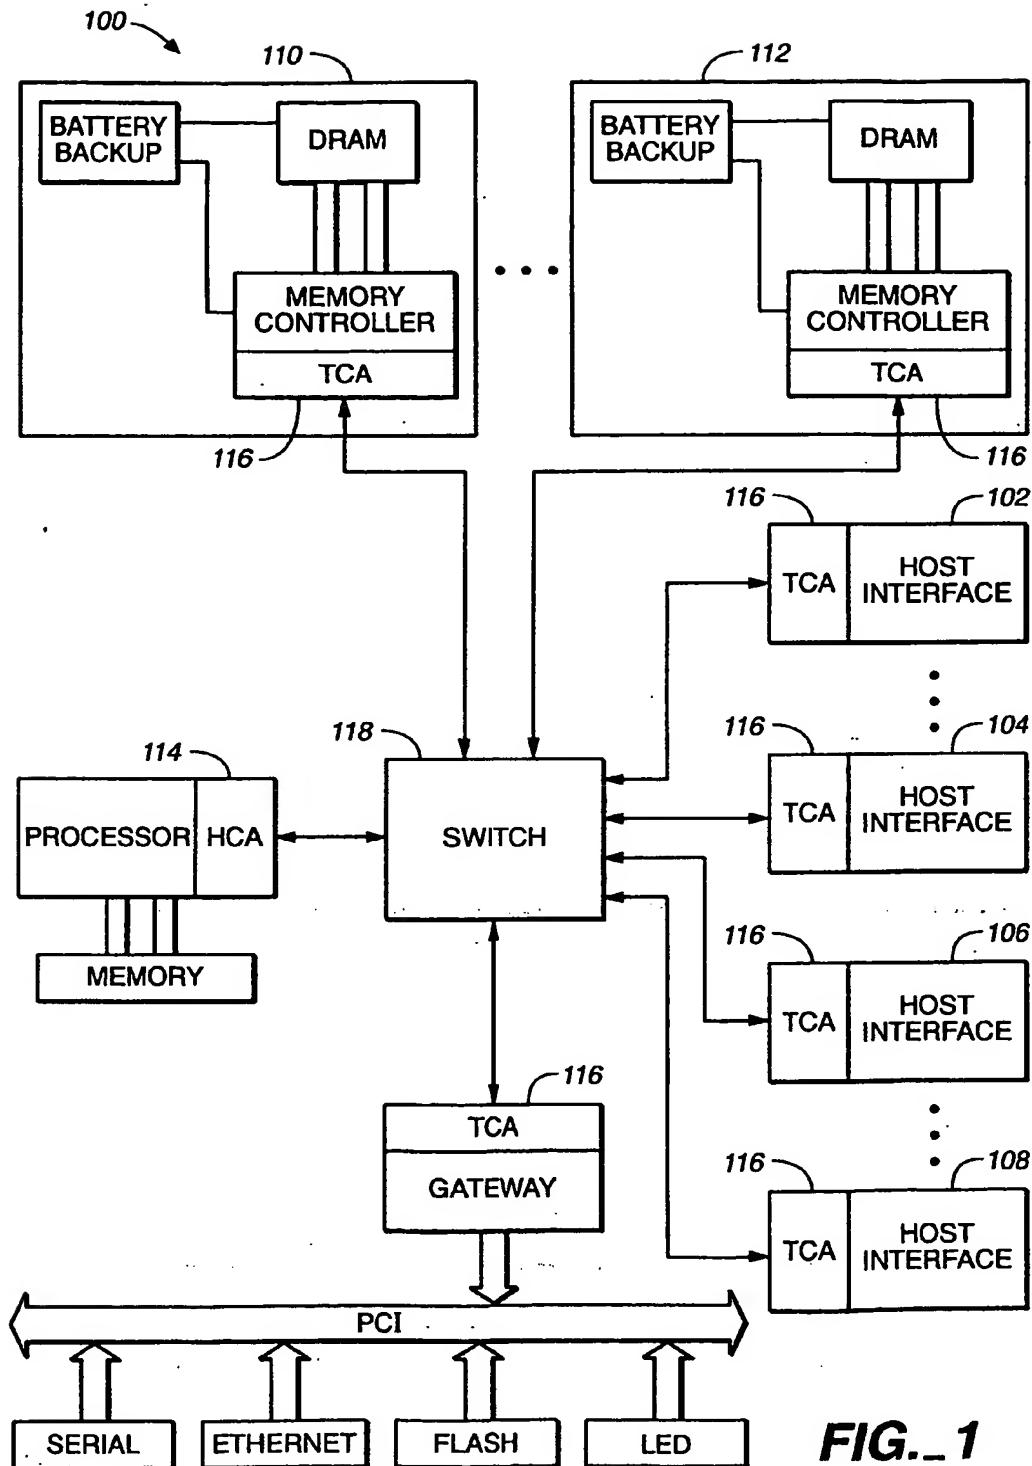 100
110
112
BATTERY
BACKUP
DRAM
BATTERY
BACKUP
DRAM
MEMORY
CONTROLLER
TCA
MEMORY
CONTROLLER
TCA
116
116
116
102
TCA
HOST
INTERFACE
118
116
104
114
PROCESSOR
HCA
SWITCH
TCA
HOST
INTERFACE
116
106
MEMORY
TCA
HOST
INTERFACE
116
TCA
GATEWAY
116
108
TCA
HOST
INTERFACE
PCI
SERIAL
ETHERNET
FLASH
LED
FIG._1